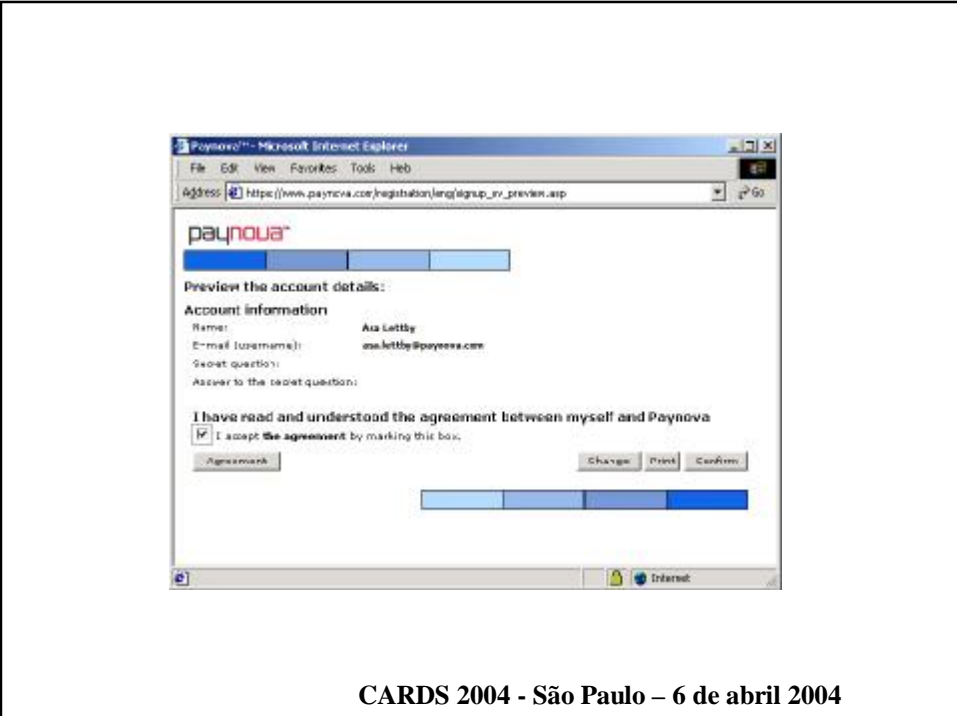 Paynova™ - Microsoft Internet Explorer
File Edit View Favorites Tools Help
Address https://www.paynova.com/registration/eng/signup_nv_preview.asp Go
paynova™
Preview the account details:
Account information
Name: Asa Lettby
E-mail (username): asa.lettby@paynova.com
Secret question:
Answer to the secret question:
I have read and understood the agreement between myself and Paynova
I accept the agreement by marking this box.
Agreement Change Print Confirm
Internet
CARDS 2004 - São Paulo – 6 de abril 2004